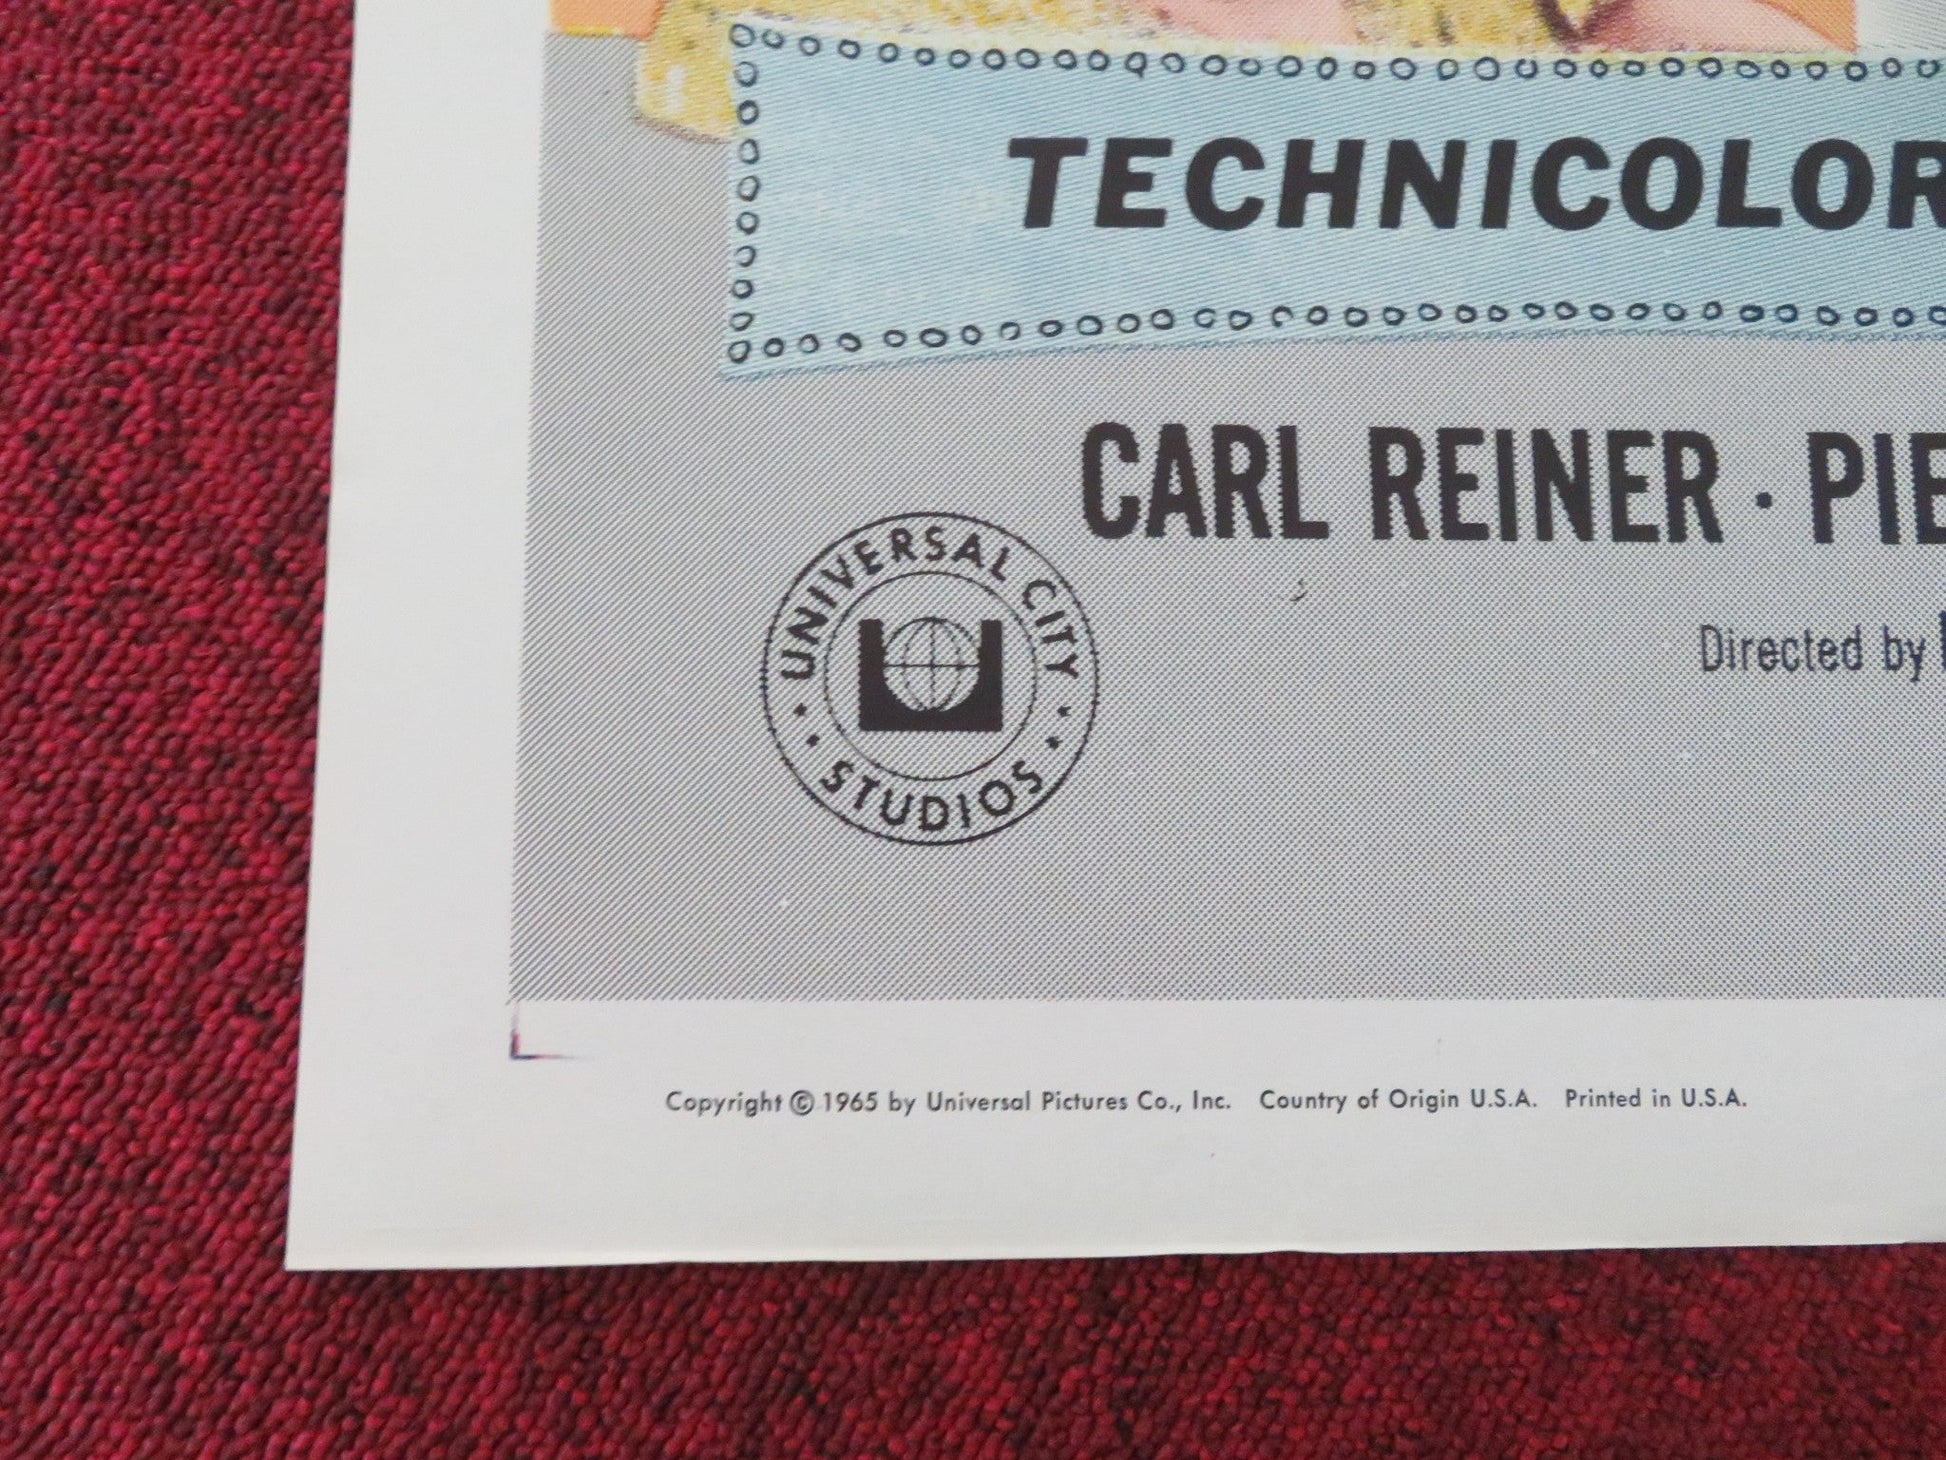 TECHNICOLOR
CARL REINER · PIE
Directed by
UNIVERSAL CITY
STUDIOS
Copyright © 1965 by Universal Pictures Co., Inc. Country of Origin U.S.A. Printed in U.S.A.